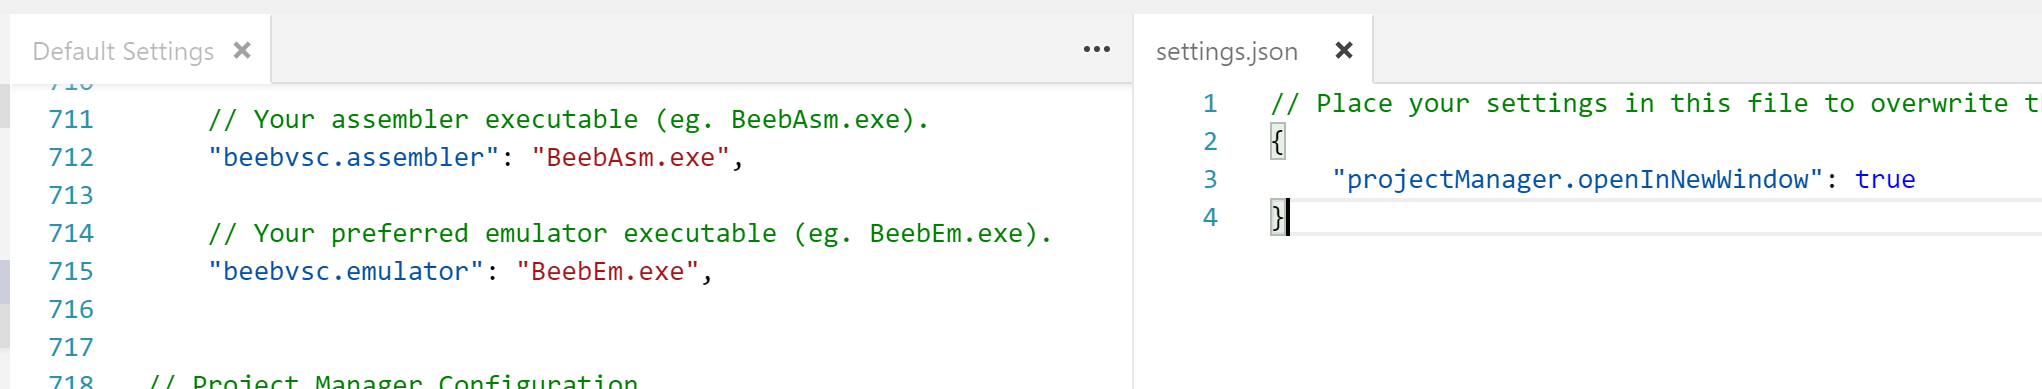 Default Settings
710
711 // Your assembler executable (eg. BeebAsm.exe).
712 "beebvsc.assembler": "BeebAsm.exe",
713
714 // Your preferred emulator executable (eg. BeebEm.exe).
715 "beebvsc.emulator": "BeebEm.exe",
716
717
718 // Project Manager Configuration
settings.json
1 // Place your settings in this file to overwrite t
2 {
3 "projectManager.openInNewWindow": true
4 }